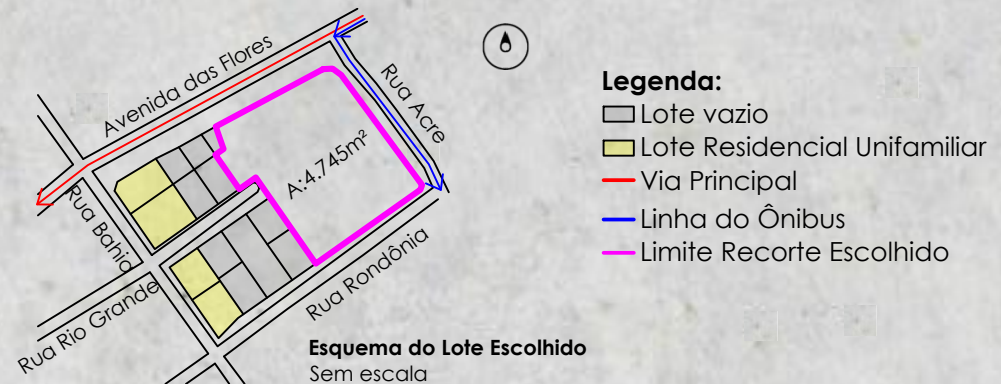 Avenida das Flores
Rua Acre
A:4.745m²
Rua Bahia
Rua Rio Grande
Rua Rondônia
Legenda:
Lote vazio
Lote Residencial Unifamiliar
Via Principal
Linha do Ônibus
Limite Recorte Escolhido
Esquema do Lote Escolhido
Sem escala